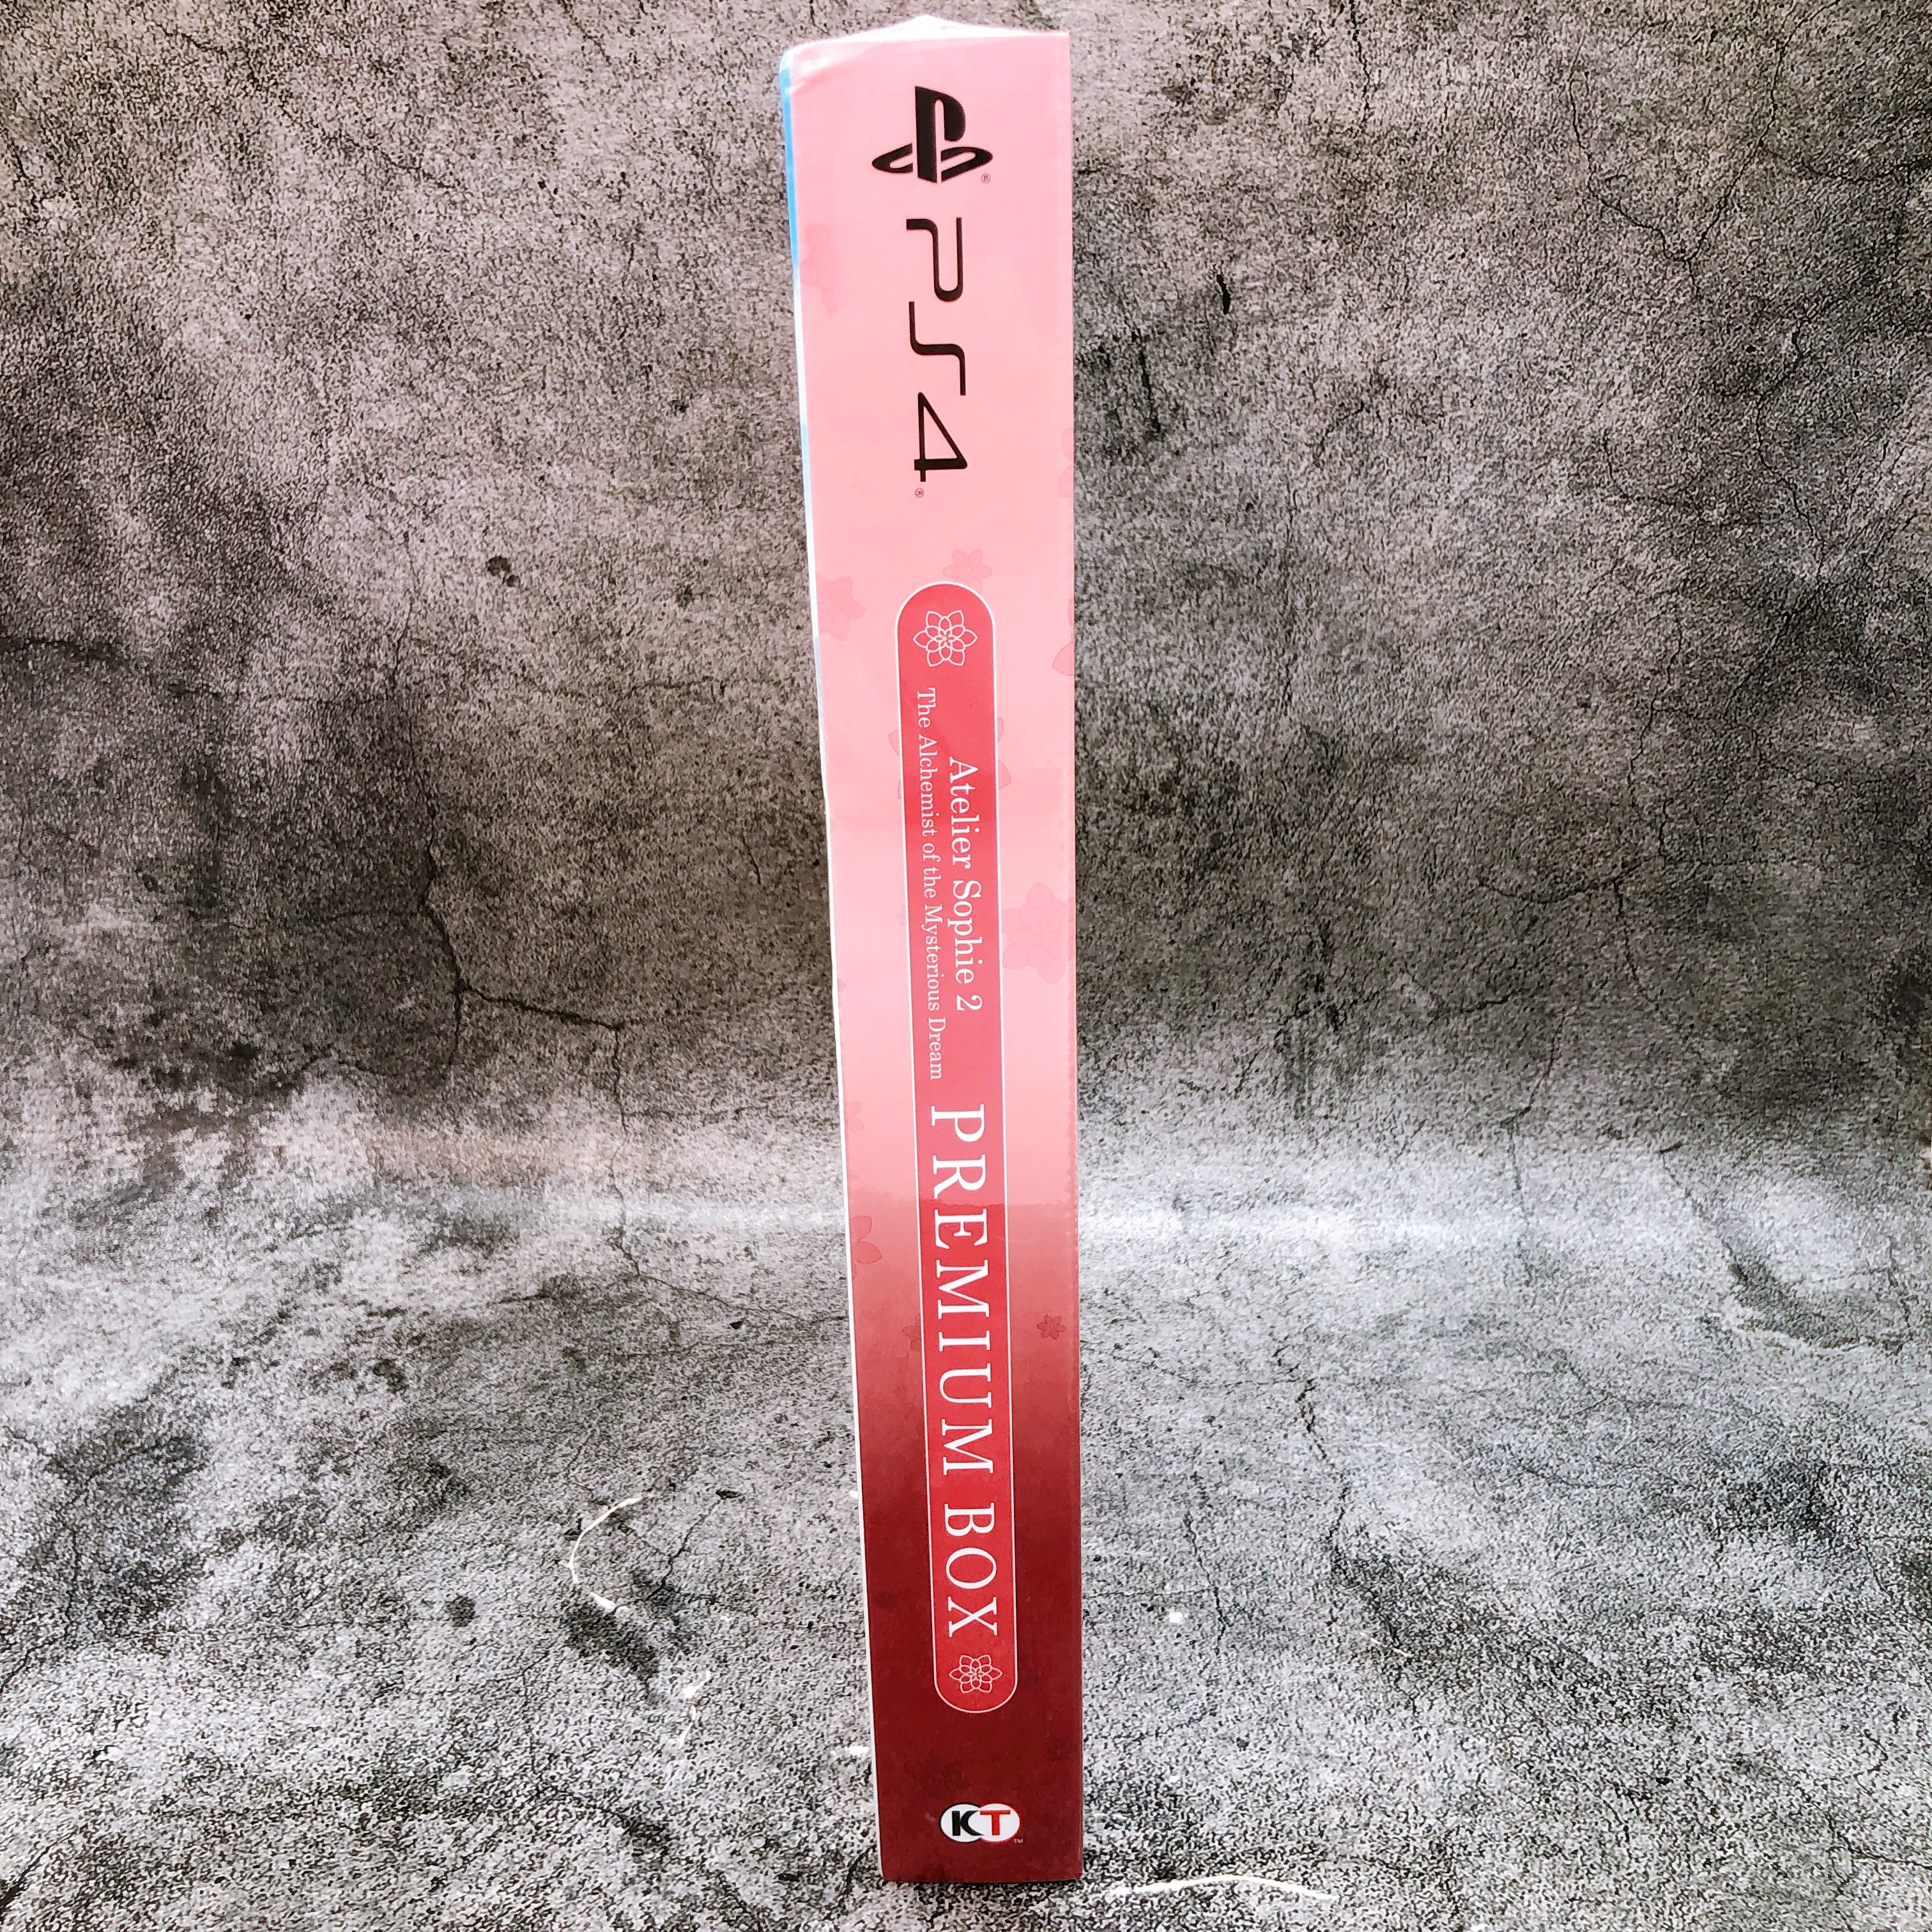 PS4
Atelier Sophie 2
The Alchemist of the Mysterious Dream
PREMIUM BOX
KT